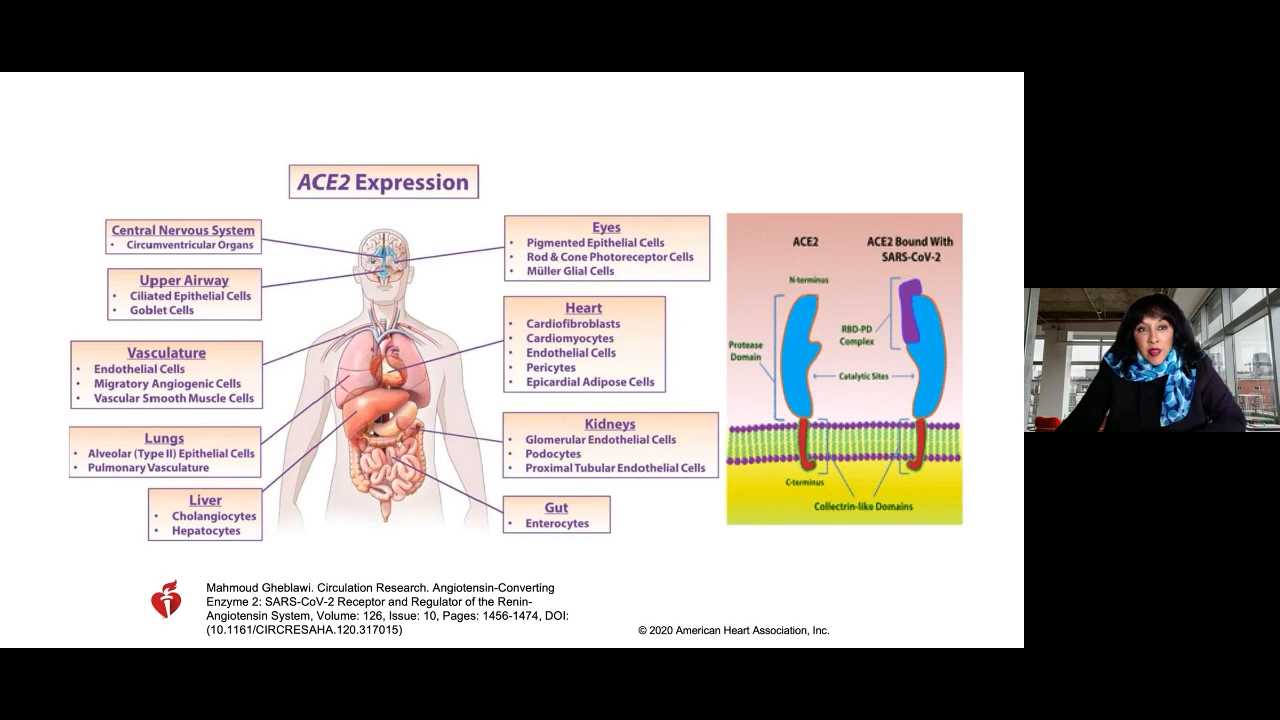 ACE2 Expression
Central Nervous System
• Circumventricular Organs
Upper Airway
• Ciliated Epithelial Cells
• Goblet Cells
Vasculature
• Endothelial Cells
• Migratory Angiogenic Cells
• Vascular Smooth Muscle Cells
Lungs
• Alveolar (Type II) Epithelial Cells
• Pulmonary Vasculature
Liver
• Cholangiocytes
• Hepatocytes
Eyes
• Pigmented Epithelial Cells
• Rod & Cone Photoreceptor Cells
• Müller Glial Cells
Heart
• Cardiofibroblasts
• Cardiomyocytes
• Endothelial Cells
• Pericytes
• Epicardial Adipose Cells
Kidneys
• Glomerular Endothelial Cells
• Podocytes
• Proximal Tubular Endothelial Cells
Gut
• Enterocytes
ACE2
ACE2 Bound With
SARS-CoV-2
N-terminus
RBD-PD
Complex
Protease
Domain
Catalytic Sites
C-terminus
Collectrin-like Domains
Mahmoud Gheblawi. Circulation Research. Angiotensin-Converting
Enzyme 2: SARS-CoV-2 Receptor and Regulator of the Renin-
Angiotensin System, Volume: 126, Issue: 10, Pages: 1456-1474, DOI:
(10.1161/CIRCRESAHA.120.317015)
© 2020 American Heart Association, Inc.